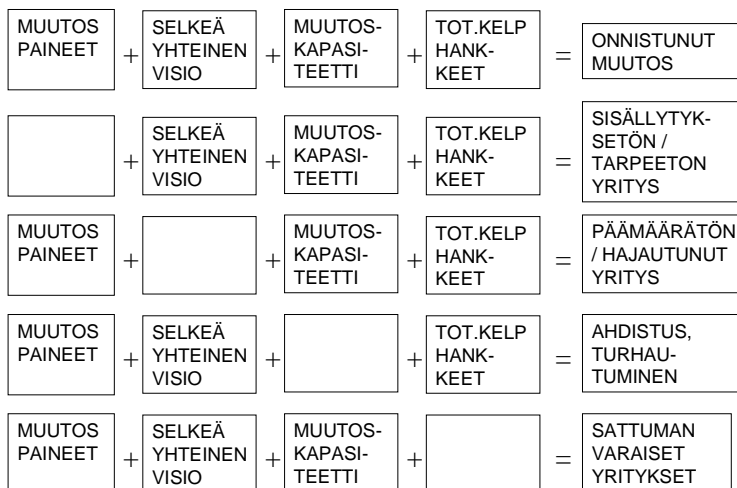 MUUTOS
PAINEET
+
SELKEÄ
YHTEINEN
VISIO
+
MUUTOS-
KAPASI-
TEETTI
+
TOT.KELP
HANK-
KEET
=
ONNISTUNUT
MUUTOS
+
SELKEÄ
YHTEINEN
VISIO
+
MUUTOS-
KAPASI-
TEETTI
+
TOT.KELP
HANK-
KEET
=
SISÄLLYTYK-
SETÖN /
TARPEETON
YRITYS
MUUTOS
PAINEET
+
+
MUUTOS-
KAPASI-
TEETTI
+
TOT.KELP
HANK-
KEET
=
PÄÄMÄÄRÄTÖN
/ HAJAUTUNUT
YRITYS
MUUTOS
PAINEET
+
SELKEÄ
YHTEINEN
VISIO
+
+
TOT.KELP
HANK-
KEET
=
AHDISTUS,
TURHAU-
TUMINEN
MUUTOS
PAINEET
+
SELKEÄ
YHTEINEN
VISIO
+
MUUTOS-
KAPASI-
TEETTI
+
=
SATTUMAN
VARAISET
YRITYKSET